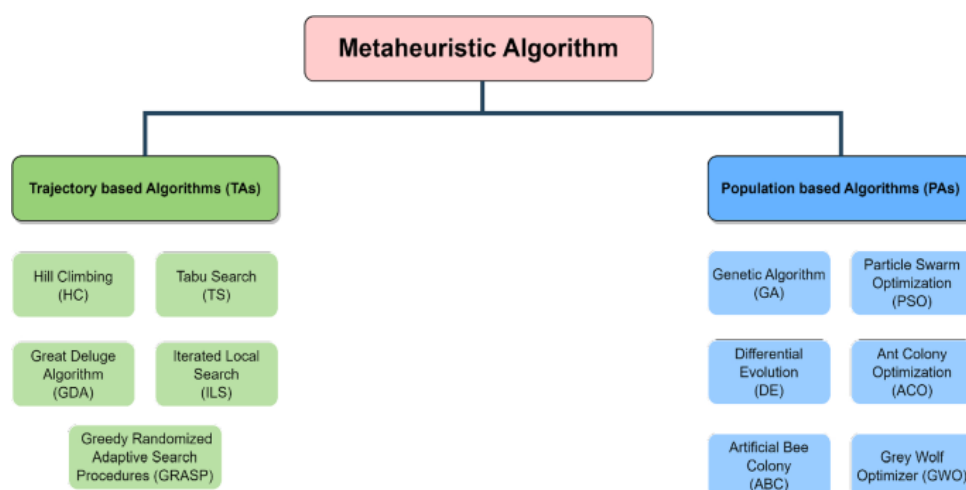 Metaheuristic Algorithm
Trajectory based Algorithms (TAs)
Population based Algorithms (PAs)
Hill Climbing
(HC)
Tabu Search
(TS)
Great Deluge
Algorithm
(GDA)
Iterated Local
Search
(ILS)
Greedy Randomized
Adaptive Search
Procedures (GRASP)
Genetic Algorithm
(GA)
Particle Swarm
Optimization
(PSO)
Differential
Evolution
(DE)
Ant Colony
Optimization
(ACO)
Artificial Bee
Colony
(ABC)
Grey Wolf
Optimizer (GWO)